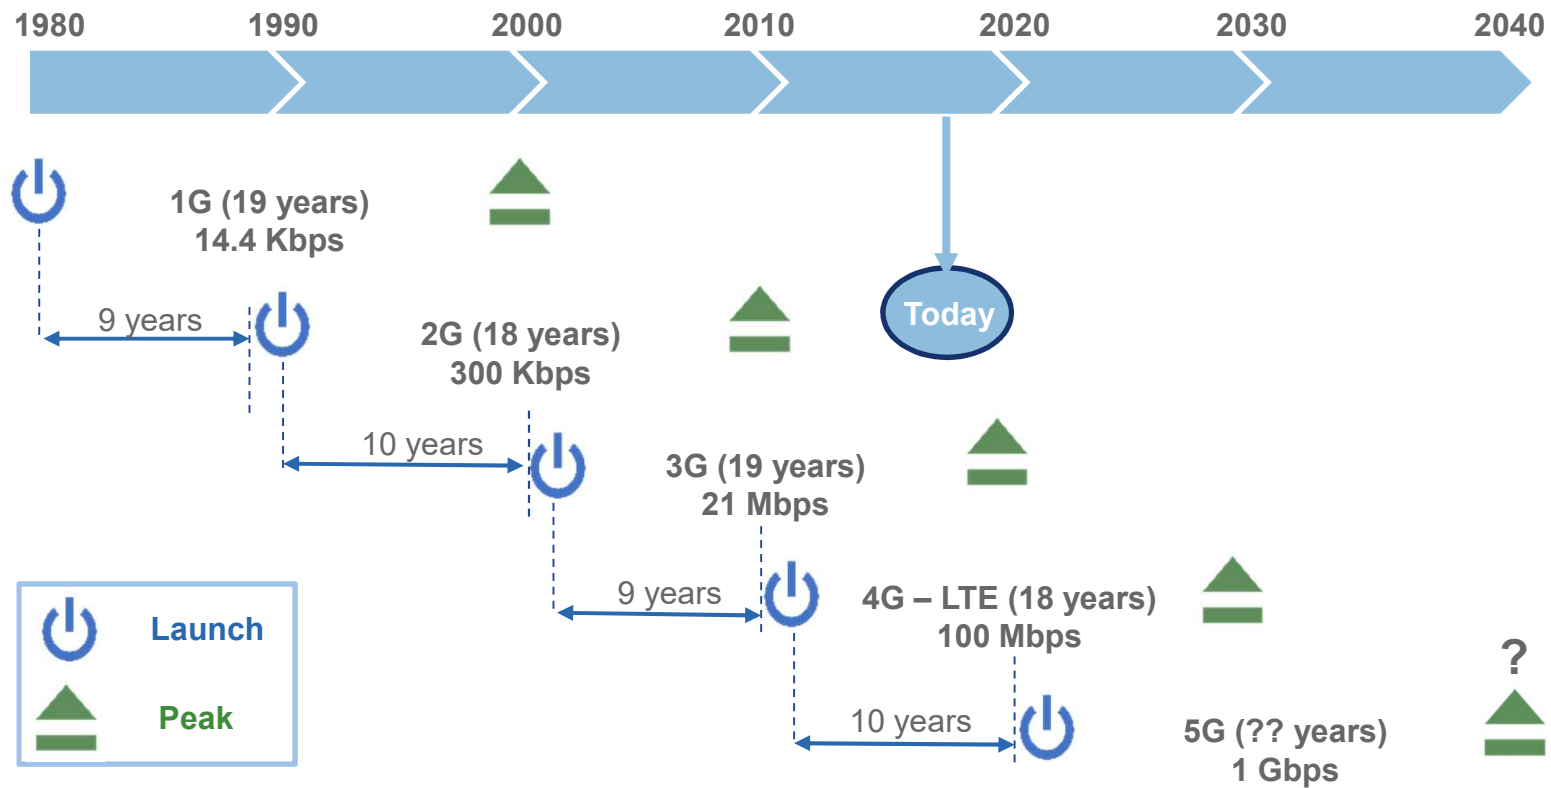 1980 1990 2000 2010 2020 2030 2040
1G (19 years)
14.4 Kbps
9 years
2G (18 years)
300 Kbps
Today
10 years
3G (19 years)
21 Mbps
9 years
4G – LTE (18 years)
100 Mbps
10 years
?
5G (?? years)
1 Gbps
Launch
Peak